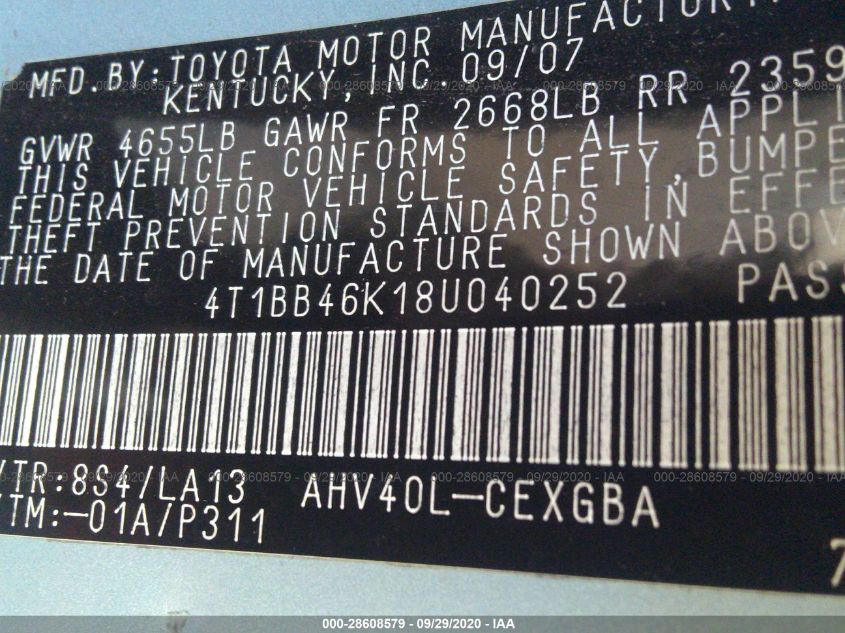 MFD.BY:TOYOTA MOTOR MANUFACTUR
KENTUCKY,INC 09/07
GVWR 4655LB GAWR FR 2668LB RR 2359
THIS VEHICLE CONFORMS TO ALL APPLI
FEDERAL MOTOR VEHICLE SAFETY,BUMPE
THEFT PREVENTION STANDARDS IN EFFE
THE DATE OF MANUFACTURE SHOWN ABOV
4T1BB46K18U040252 PASS
/TR:8S4/LA13 AHV40L-CEXGBA
/TM:-01A/P311
7
000-28608579 - 09/29/2020 - IAA